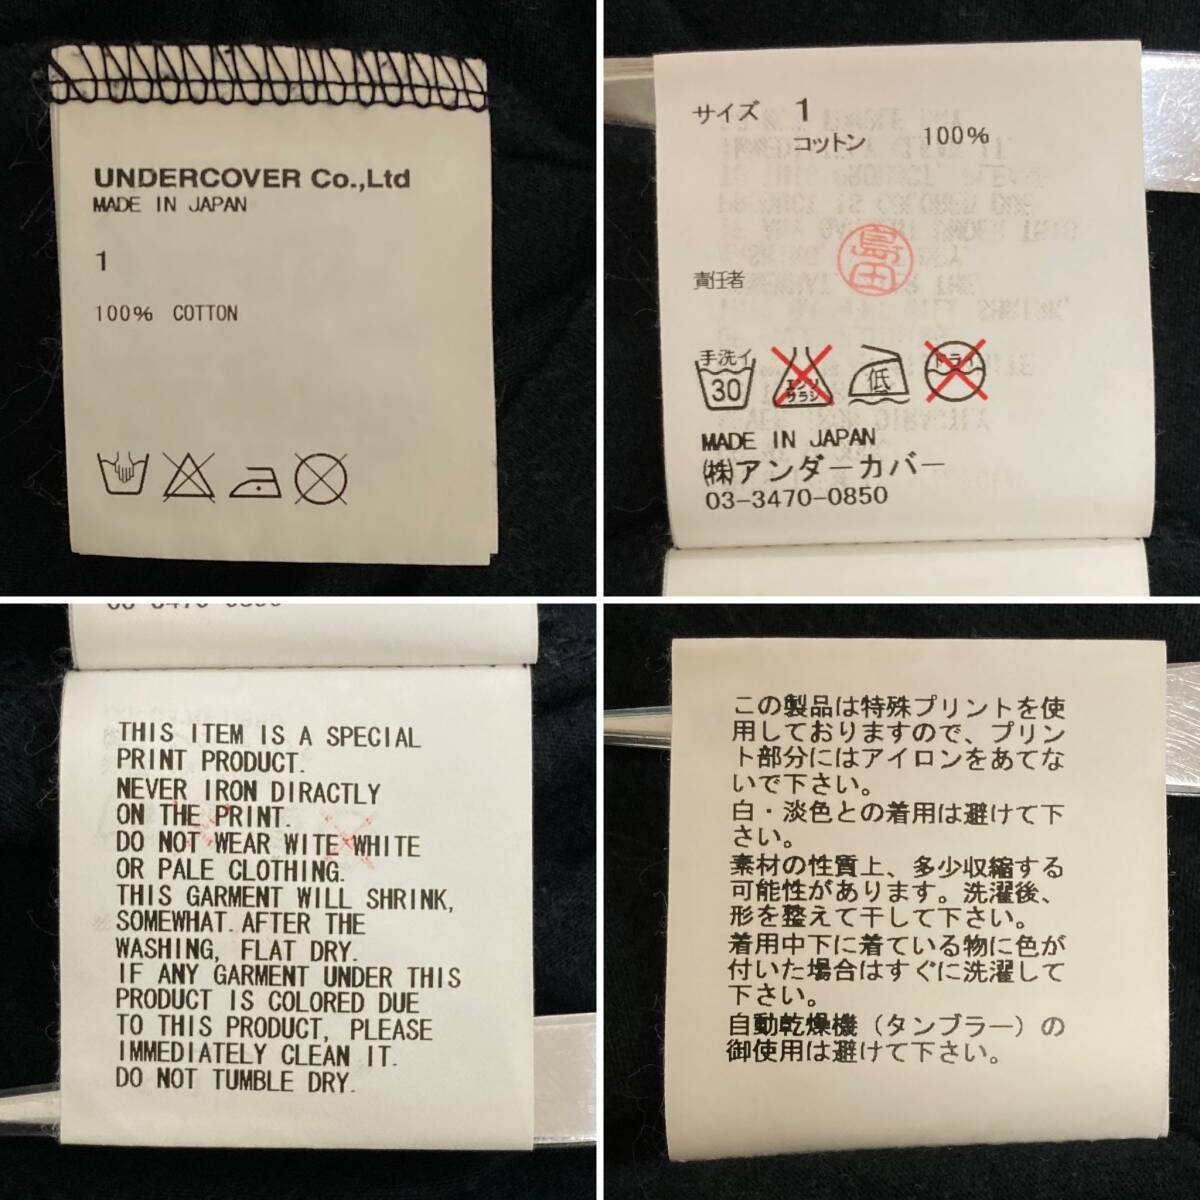 UNDERCOVER Co.,Ltd
MADE IN JAPAN
1
100% COTTON
サイズ 1
コットン 100%
島田
責任者
手洗イ
30
エンソ
サラシ
低
ドライ
MADE IN JAPAN
(株)アンダーカバー
03-3470-0850
THIS ITEM IS A SPECIAL
PRINT PRODUCT.
NEVER IRON DIRACTLY
ON THE PRINT.
DO NOT WEAR WITE WHITE
OR PALE CLOTHING.
THIS GARMENT WILL SHRINK,
SOMEWHAT.AFTER THE
WASHING, FLAT DRY.
IF ANY GARMENT UNDER THIS
PRODUCT IS COLORED DUE
TO THIS PRODUCT, PLEASE
IMMEDIATELY CLEAN IT.
DO NOT TUMBLE DRY.
この製品は特殊プリントを使
用しておりますので、プリン
ト部分にはアイロンをあてな
いで下さい。
白・淡色との着用は避けて下
さい。
素材の性質上、多少収縮する
可能性があります。洗濯後、
形を整えて干して下さい。
着用中下に着ている物に色が
付いた場合はすぐに洗濯して
下さい。
自動乾燥機（タンブラー）の
御使用は避けて下さい。